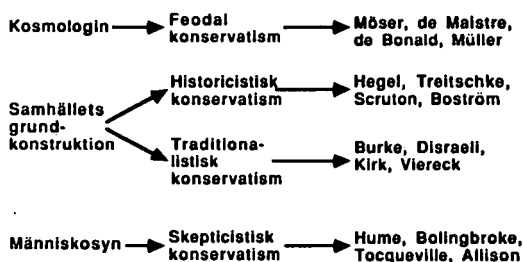 Kosmologin
Feodal
konservatism
Möser, de Maistre,
de Bonald, Müller
Samhällets
grund-
konstruktion
Historicistisk
konservatism
Hegel, Treitschke,
Scruton, Boström
Traditiona-
listisk
konservatism
Burke, Disraeli,
Kirk, Viereck
Människosyn
Skepticistisk
konservatism
Hume, Bolingbroke,
Tocqueville, Allison